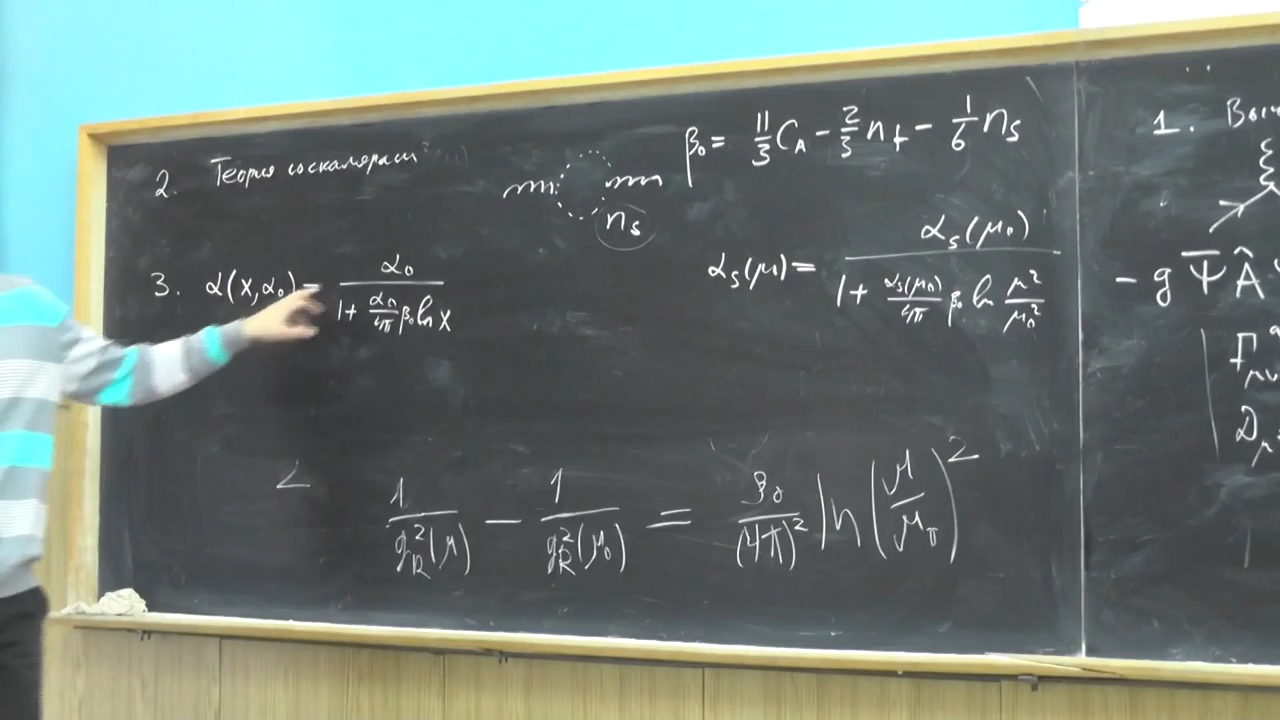 2. Теория со скалярами
n_s
β₀ = 11/3 C_A − 2/3 n_f − 1/6 n_s
3. α(x, α₀) = α₀ / (1 + α₀/4π β₀ ln x)
α_s(μ) = α_s(μ₀) / (1 + α_s(μ₀)/4π β₀ ln μ²/μ₀²)
1/g_R²(μ) − 1/g_R²(μ₀) = β₀/(4π)² ln(μ/μ₀)²
1.
− g Ψ̄ Â